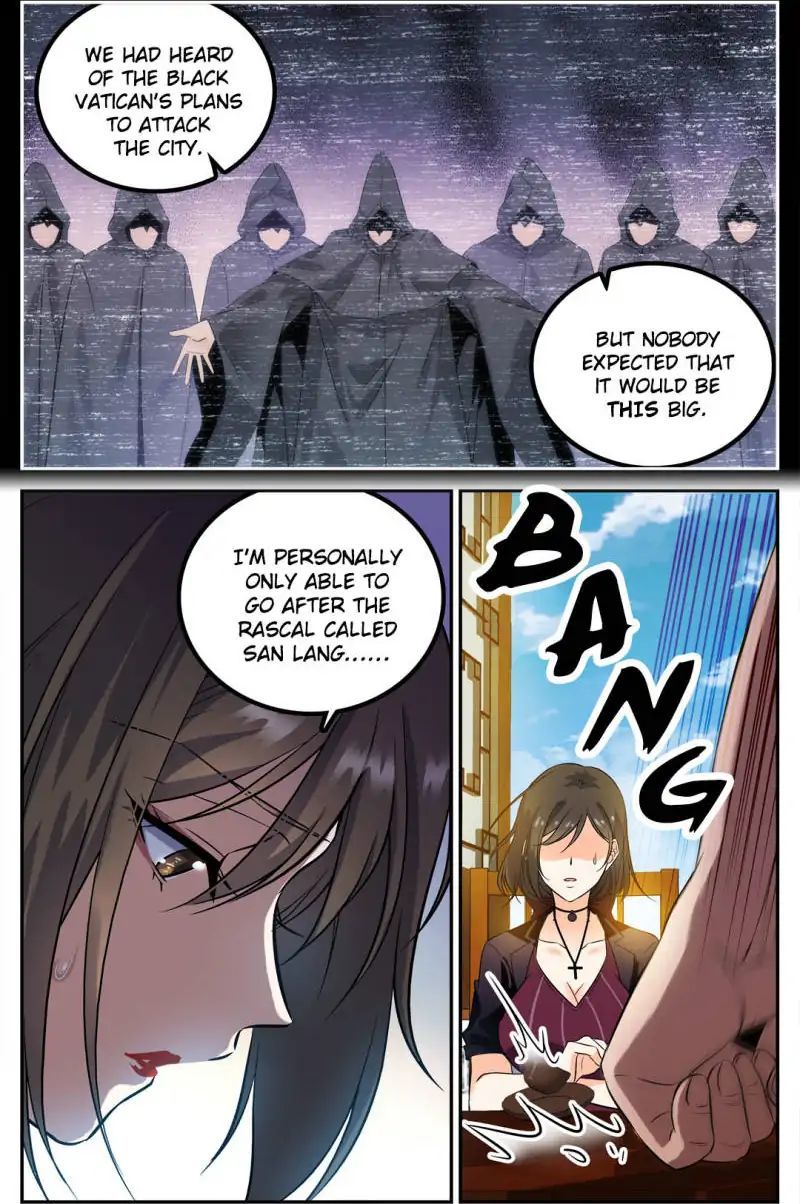 WE HAD HEARD
OF THE BLACK
VATICAN'S PLANS
TO ATTACK
THE CITY.
BUT NOBODY
EXPECTED THAT
IT WOULD BE
THIS BIG.
I'M PERSONALLY
ONLY ABLE TO
GO AFTER THE
RASCAL CALLED
SAN LANG......
BANG